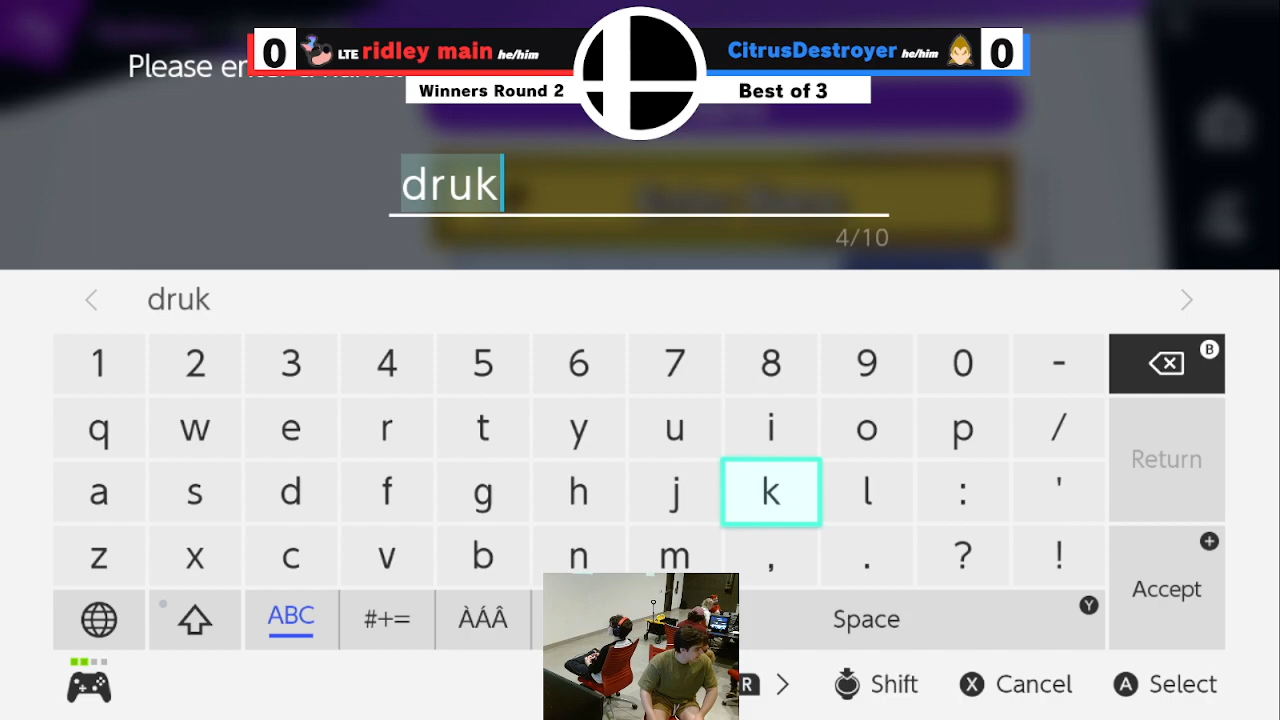 0 LTE ridley main he/him CitrusDestroyer he/him 0
Winners Round 2 Best of 3
Please
druk
4/10
druk
1 2 3 4 5 6 7 8 9 0 -
q w e r t y u i o p / Return
a s d f g h j k l : '
z x c v b n m , . ? ! Accept
ABC #+= ÀÁÂ Space Y
B
+
R Shift X Cancel A Select